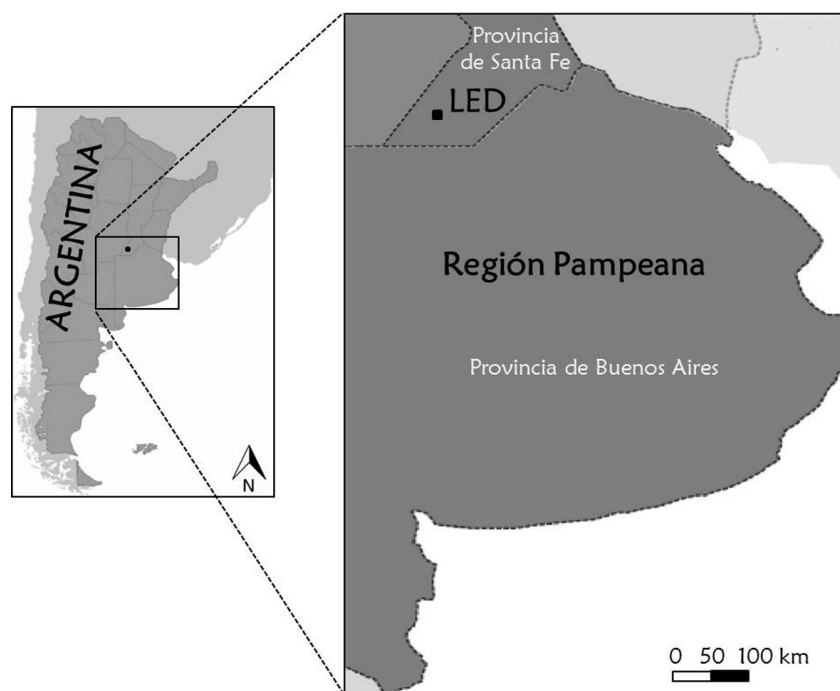 ARGENTINA
N
Provincia
de Santa Fe
LED
Región Pampeana
Provincia de Buenos Aires
0 50 100 km